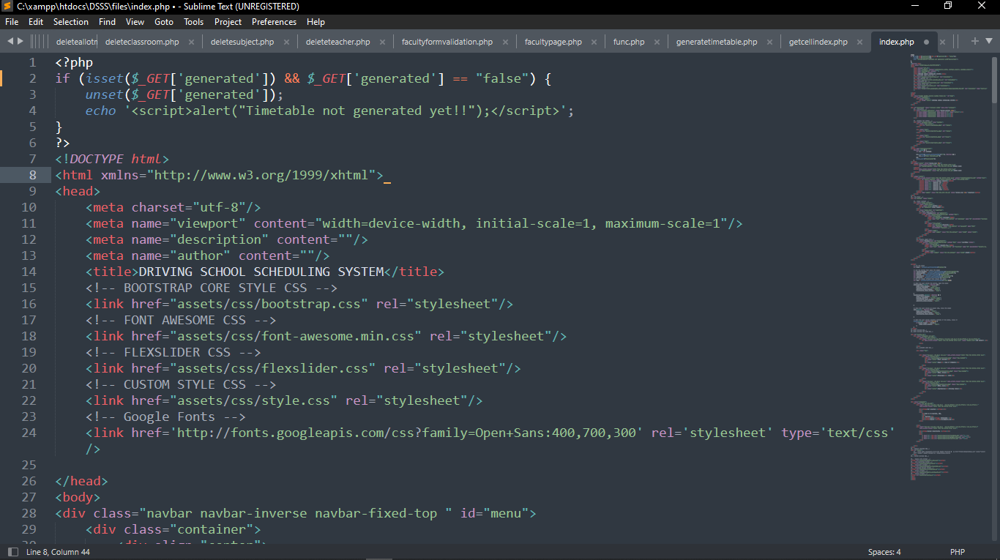 C:\xampp\htdocs\DSSS\files\index.php • - Sublime Text (UNREGISTERED)
File Edit Selection Find View Goto Tools Project Preferences Help
deleteallotn deleteclassroom.php deletesubject.php deleteteacher.php facultyformvalidation.php facultypage.php func.php generatetimetable.php getcellindex.php index.php
1 <?php
2 if (isset($_GET['generated']) && $_GET['generated'] == "false") {
3 unset($_GET['generated']);
4 echo '<script>alert("Timetable not generated yet!!");</script>';
5 }
6 ?>
7 <!DOCTYPE html>
8 <html xmlns="http://www.w3.org/1999/xhtml">
9 <head>
10 <meta charset="utf-8"/>
11 <meta name="viewport" content="width=device-width, initial-scale=1, maximum-scale=1"/>
12 <meta name="description" content=""/>
13 <meta name="author" content=""/>
14 <title>DRIVING SCHOOL SCHEDULING SYSTEM</title>
15 <!-- BOOTSTRAP CORE STYLE CSS -->
16 <link href="assets/css/bootstrap.css" rel="stylesheet"/>
17 <!-- FONT AWESOME CSS -->
18 <link href="assets/css/font-awesome.min.css" rel="stylesheet"/>
19 <!-- FLEXSLIDER CSS -->
20 <link href="assets/css/flexslider.css" rel="stylesheet"/>
21 <!-- CUSTOM STYLE CSS -->
22 <link href="assets/css/style.css" rel="stylesheet"/>
23 <!-- Google Fonts -->
24 <link href='http://fonts.googleapis.com/css?family=Open+Sans:400,700,300' rel='stylesheet' type='text/css'
/>
25
26 </head>
27 <body>
28 <div class="navbar navbar-inverse navbar-fixed-top " id="menu">
29 <div class="container">
30 <div align="center">
Line 8, Column 44 Spaces: 4 PHP